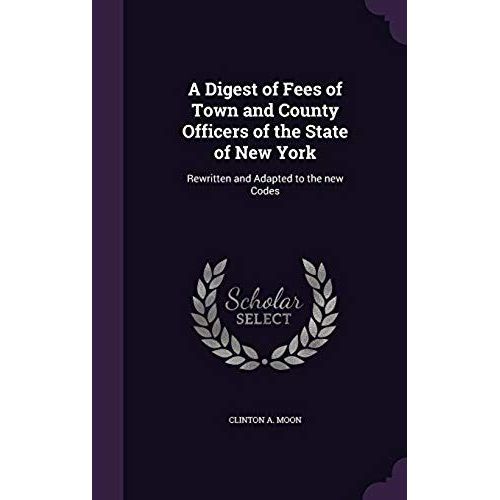 A Digest of Fees of
Town and County
Officers of the State
of New York
Rewritten and Adapted to the new
Codes
Scholar
SELECT
CLINTON A. MOON